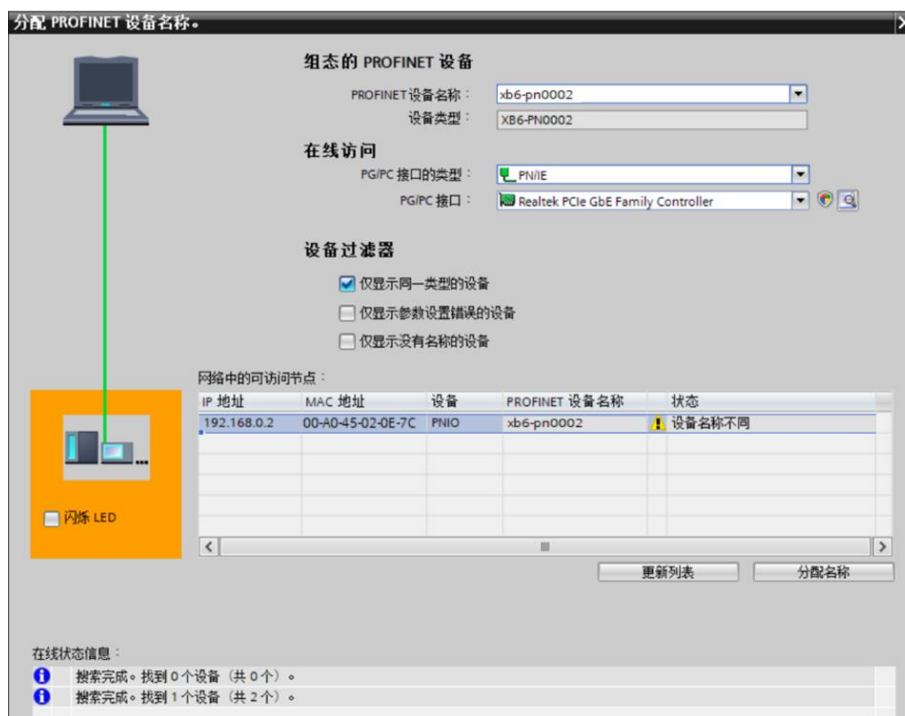 分配 PROFINET 设备名称。
组态的 PROFINET 设备
PROFINET设备名称： xb6-pn0002
设备类型： XB6-PN0002
在线访问
PG/PC 接口的类型： PN/IE
PG/PC 接口： Realtek PCIe GbE Family Controller
设备过滤器
仅显示同一类型的设备
仅显示参数设置错误的设备
仅显示没有名称的设备
网络中的可访问节点：
IP 地址 MAC 地址 设备 PROFINET 设备名称 状态
192.168.0.2 00-A0-45-02-0E-7C PNIO xb6-pn0002 设备名称不同
闪烁 LED
更新列表 分配名称
在线状态信息：
搜索完成。找到 0 个设备（共 0 个）。
搜索完成。找到 1 个设备（共 2 个）。